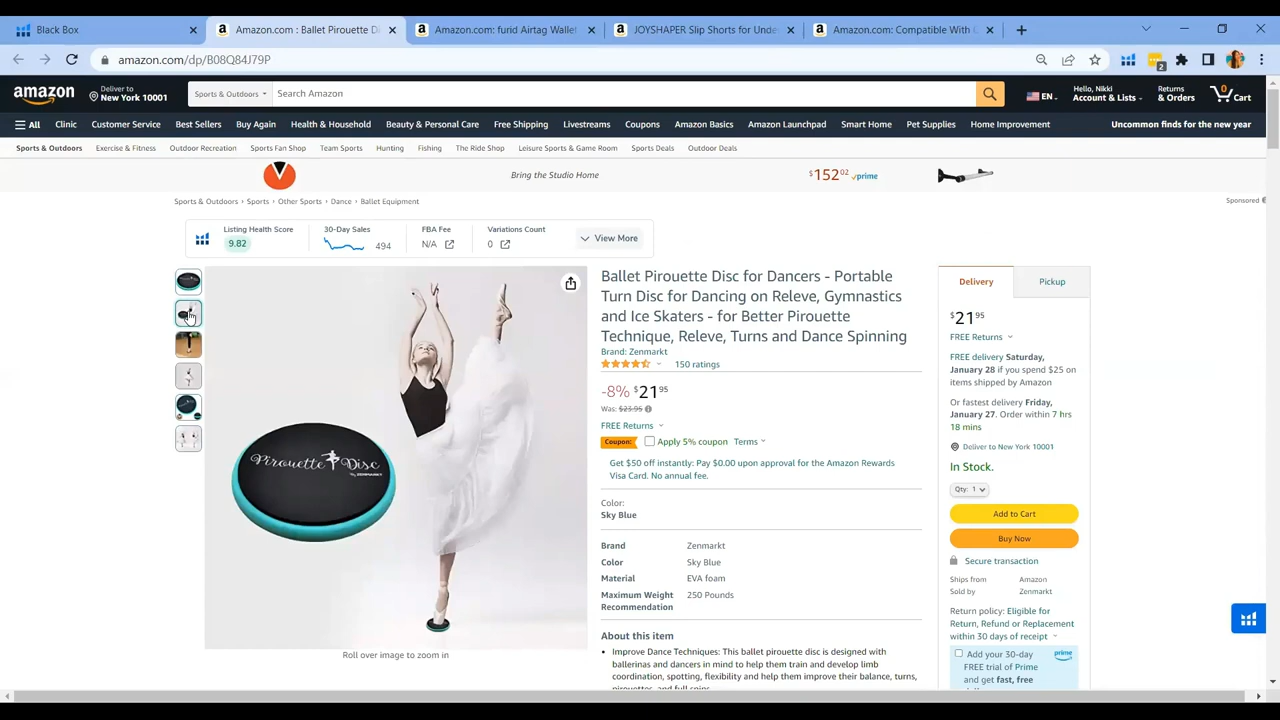 Black Box
Amazon.com : Ballet Pirouette Di
Amazon.com: furid Airtag Wallet
JOYSHAPER Slip Shorts for Unde
Amazon.com: Compatible With
amazon.com/dp/B08Q84J79P
2
amazon
Deliver to
New York 10001
Sports & Outdoors
Search Amazon
EN
Hello, Nikki
Account & Lists
Returns
& Orders
0
Cart
All
Clinic
Customer Service
Best Sellers
Buy Again
Health & Household
Beauty & Personal Care
Free Shipping
Livestreams
Coupons
Amazon Basics
Amazon Launchpad
Smart Home
Pet Supplies
Home Improvement
Uncommon finds for the new year
Sports & Outdoors
Exercise & Fitness
Outdoor Recreation
Sports Fan Shop
Team Sports
Hunting
Fishing
The Ride Shop
Leisure Sports & Game Room
Sports Deals
Outdoor Deals
Bring the Studio Home
$152 02
prime
Sports & Outdoors › Sports › Other Sports › Dance › Ballet Equipment
Sponsored
Listing Health Score
9.82
30-Day Sales
494
FBA Fee
N/A
Variations Count
0
View More
Pirouette Disc
Roll over image to zoom in
Ballet Pirouette Disc for Dancers - Portable
Turn Disc for Dancing on Releve, Gymnastics
and Ice Skaters - for Better Pirouette
Technique, Releve, Turns and Dance Spinning
Brand: Zenmarkt
150 ratings
-8% $21 95
Was: $23.95
FREE Returns
Coupon:
Apply 5% coupon
Terms
Get $50 off instantly: Pay $0.00 upon approval for the Amazon Rewards
Visa Card. No annual fee.
Color:
Sky Blue
Brand Zenmarkt
Color Sky Blue
Material EVA foam
Maximum Weight 250 Pounds
Recommendation
About this item
• Improve Dance Techniques: This ballet pirouette disc is designed with
ballerinas and dancers in mind to help them train and develop limb
coordination, spotting, flexibility and help them improve their balance, turns,
pirouettes, and full spins
Delivery
Pickup
$21 95
FREE Returns
FREE delivery Saturday,
January 28 if you spend $25 on
items shipped by Amazon
Or fastest delivery Friday,
January 27. Order within 7 hrs
18 mins
Deliver to New York 10001
In Stock.
Qty: 1
Add to Cart
Buy Now
Secure transaction
Ships from Amazon
Sold by Zenmarkt
Return policy: Eligible for
Return, Refund or Replacement
within 30 days of receipt
Add your 30-day
FREE trial of Prime
and get fast, free
prime